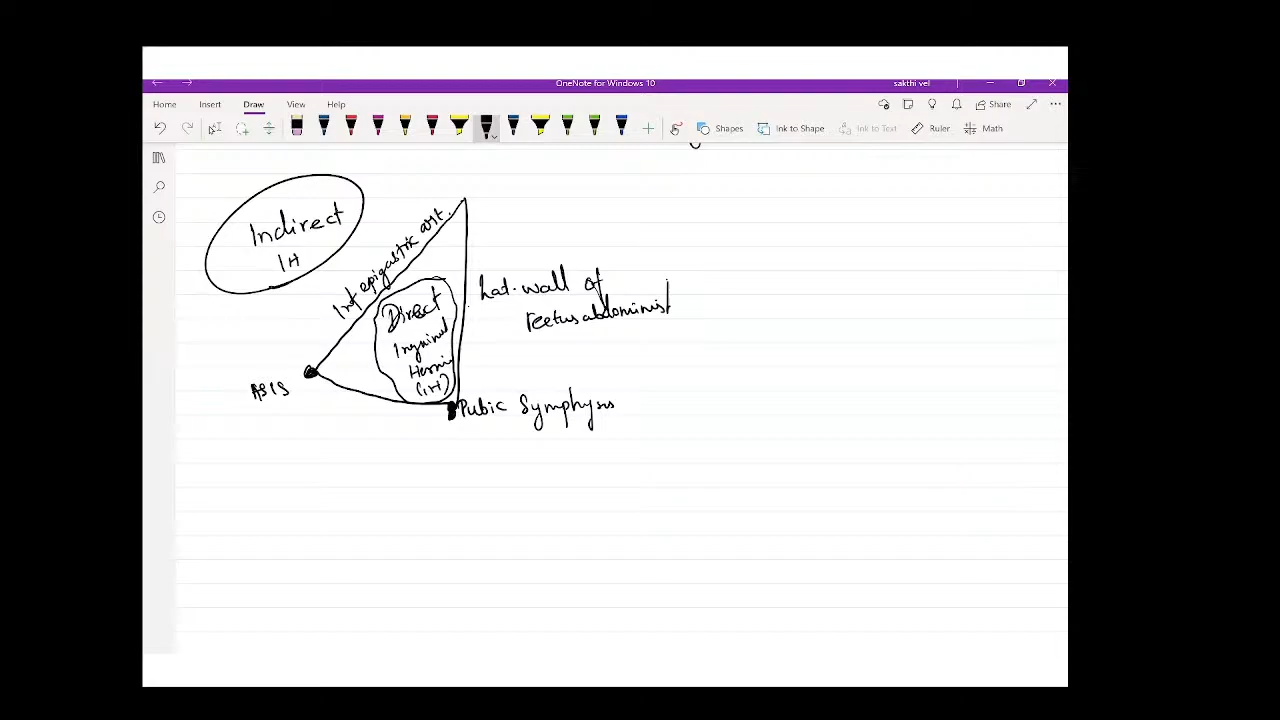 OneNote for Windows 10
sakthi vel
Home
Insert
Draw
View
Help
Share
Shapes
Ink to Shape
Ink to Text
Ruler
Math
Indirect
IH
Inf epigastric art.
Direct
Inguinal
Hernia
(IH)
Lat. wall of
rectus abdominis
ASIS
Pubic Symphysis